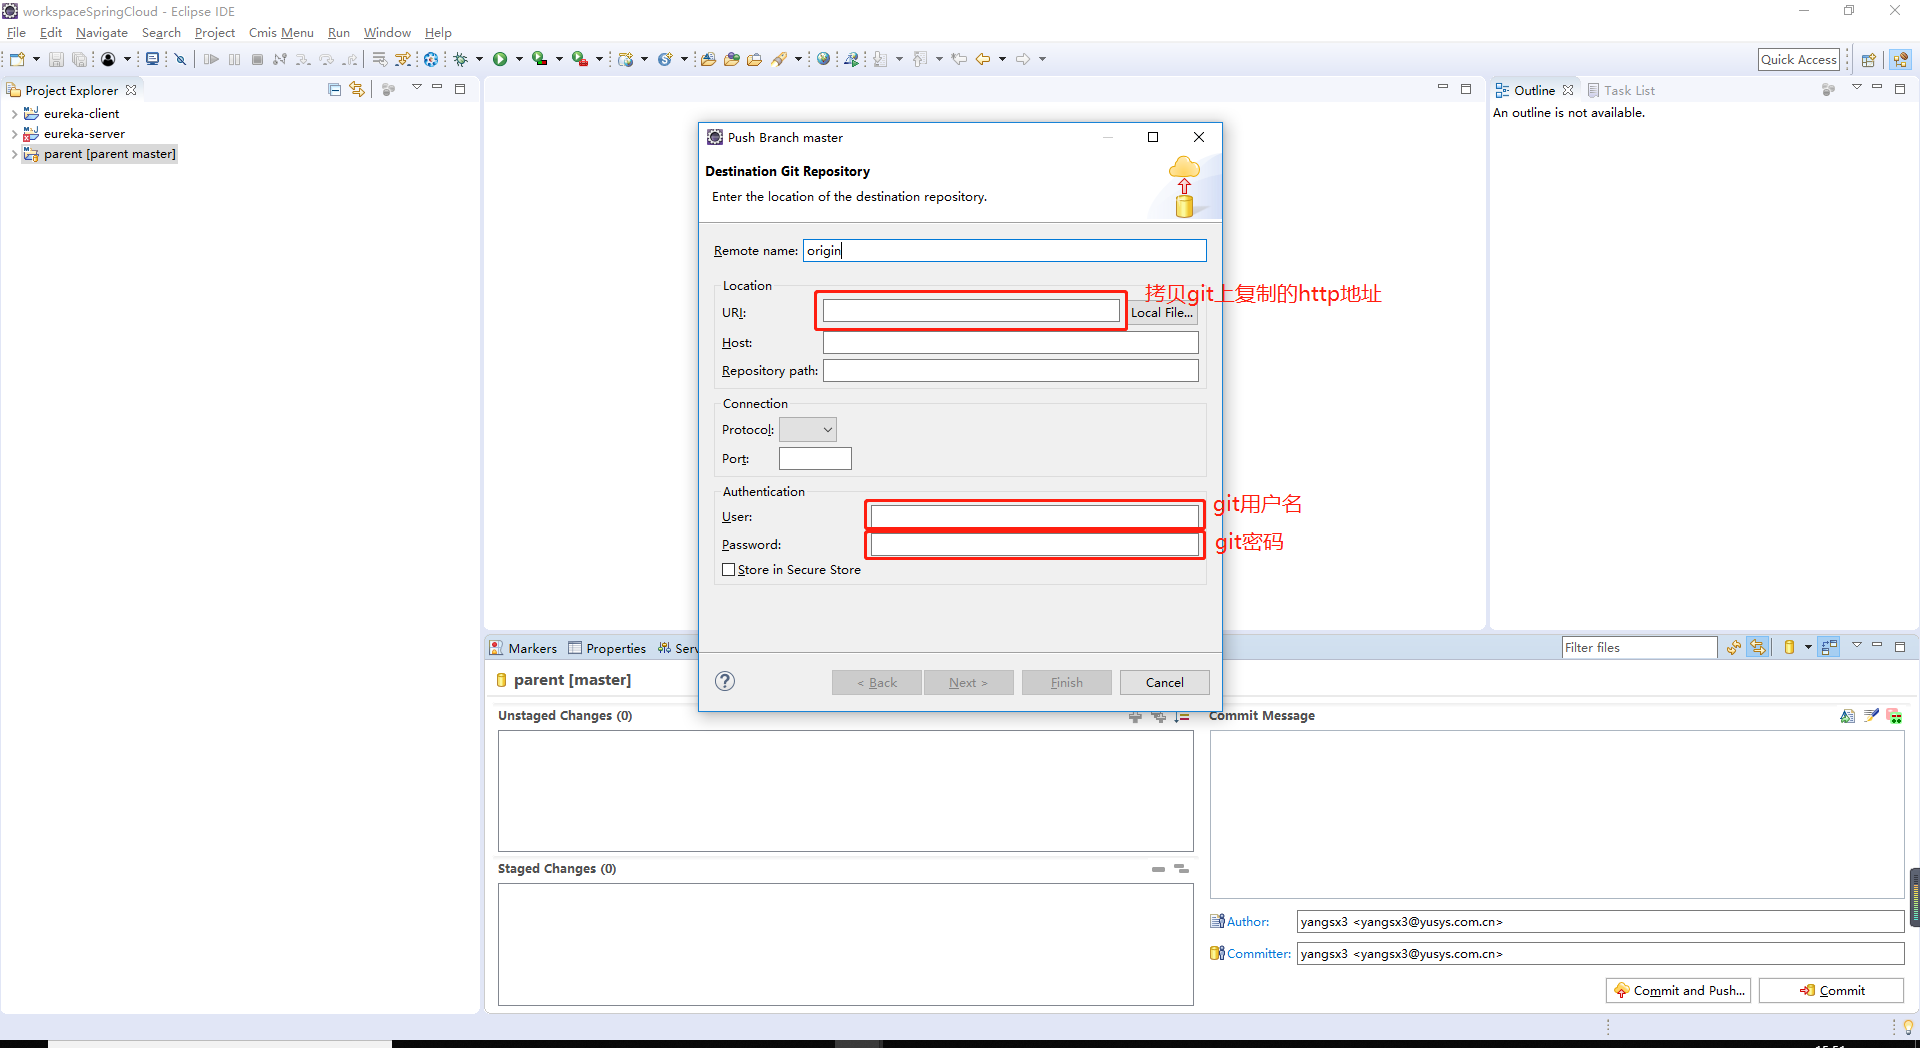 workspaceSpringCloud - Eclipse IDE
File Edit Navigate Search Project Cmis Menu Run Window Help
Quick Access
Project Explorer
eureka-client
eureka-server
parent [parent master]
Outline
Task List
An outline is not available.
Push Branch master
Destination Git Repository
Enter the location of the destination repository.
Remote name: origin
Location
拷贝git上复制的http地址
URI:
Local File...
Host:
Repository path:
Connection
Protocol:
Port:
Authentication
git用户名
User:
git密码
Password:
Store in Secure Store
< Back
Next >
Finish
Cancel
Markers
Properties
Serv
Filter files
parent [master]
Unstaged Changes (0)
Staged Changes (0)
Commit Message
Author: yangsx3 <yangsx3@yusys.com.cn>
Committer: yangsx3 <yangsx3@yusys.com.cn>
Commit and Push...
Commit